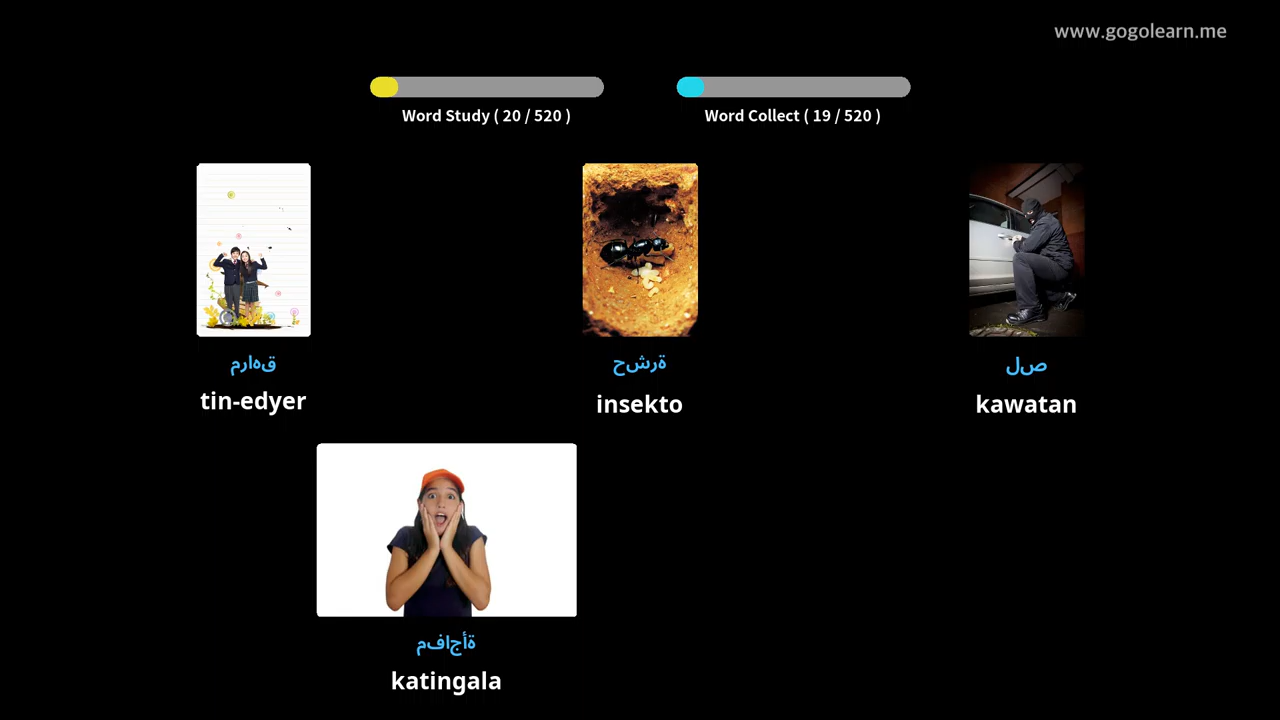 www.gogolearn.me
Word Study ( 20 / 520 )
Word Collect ( 19 / 520 )
قهارم
tin-edyer
ةرشح
insekto
صل
kawatan
ةأجافم
katingala